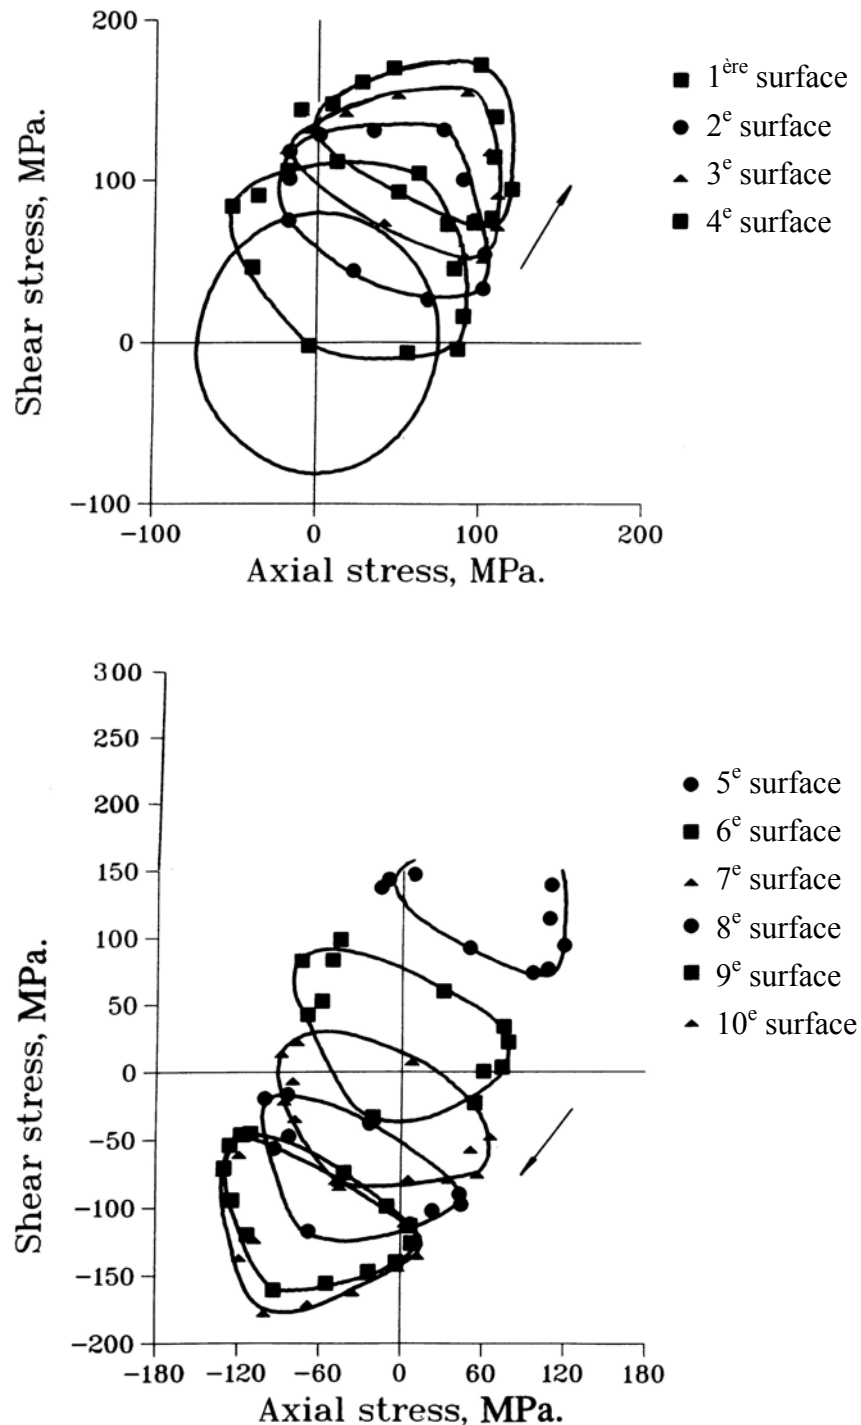 200
100
0
−100
−100
0
100
200
Shear stress, MPa.
Axial stress, MPa.
1ère surface
2e surface
3e surface
4e surface
300
250
200
150
100
50
0
−50
−100
−150
−200
−180
−120
−60
0
60
120
180
Shear stress, MPa.
Axial stress, MPa.
5e surface
6e surface
7e surface
8e surface
9e surface
10e surface